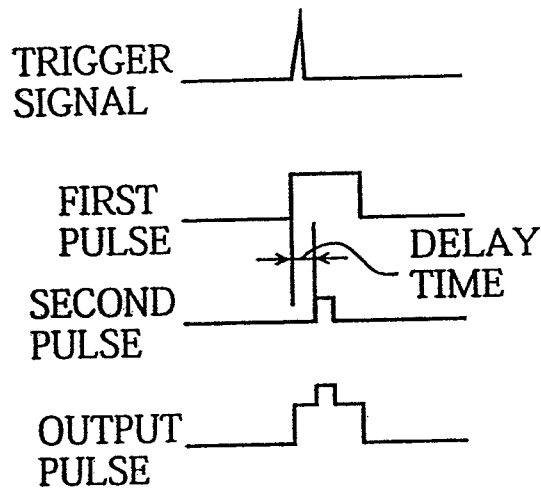 TRIGGER
SIGNAL
FIRST
PULSE
DELAY
TIME
SECOND
PULSE
OUTPUT
PULSE